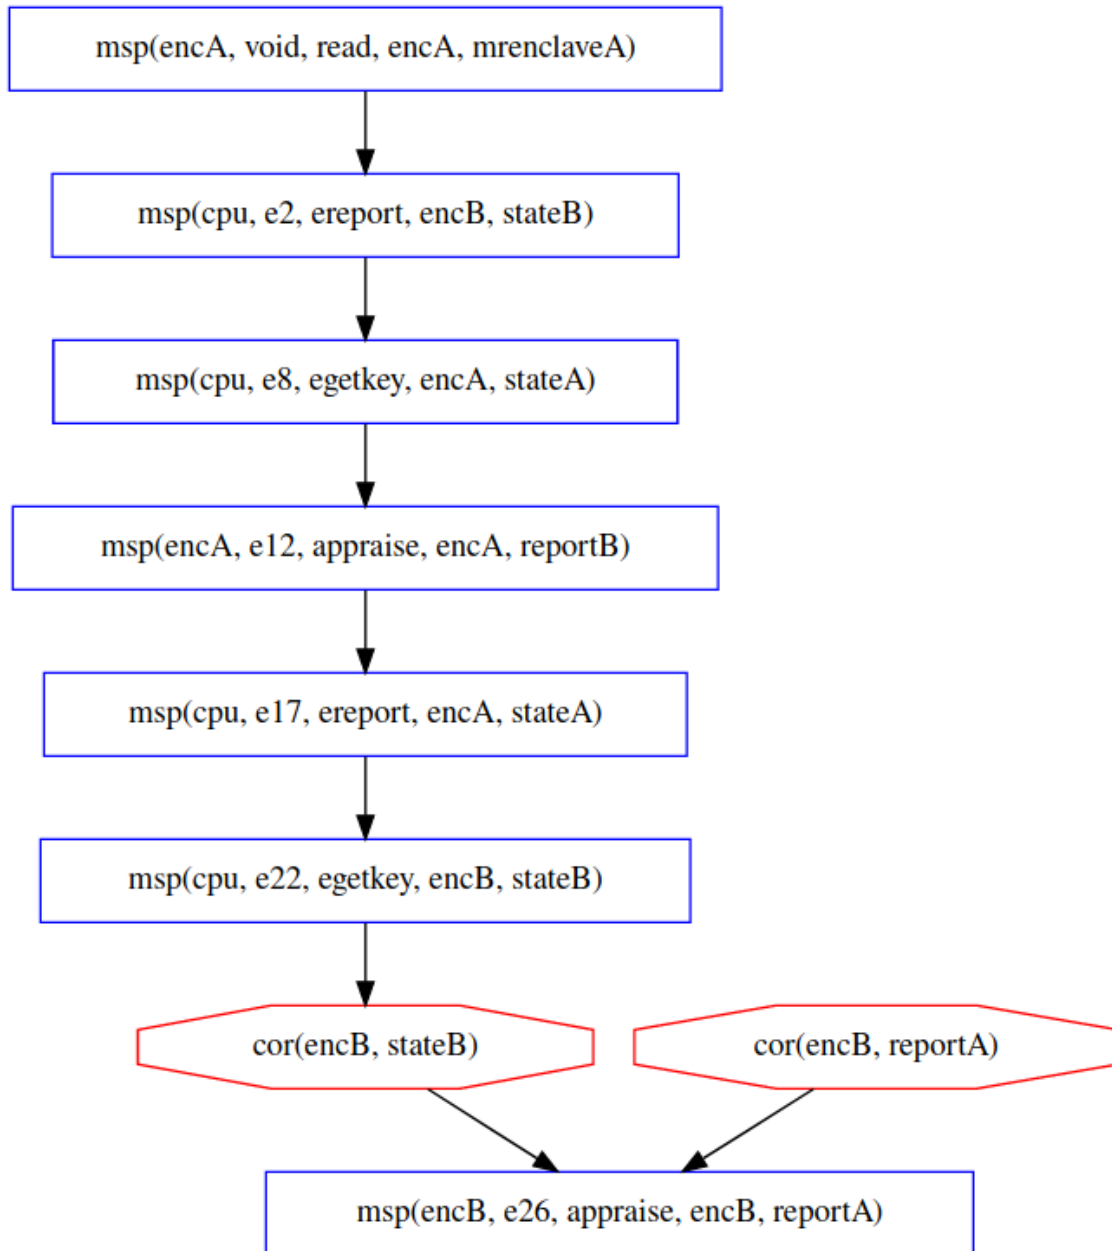 msp(encA, void, read, encA, mrenclaveA)
msp(cpu, e2, ereport, encB, stateB)
msp(cpu, e8, egetkey, encA, stateA)
msp(encA, e12, appraise, encA, reportB)
msp(cpu, e17, ereport, encA, stateA)
msp(cpu, e22, egetkey, encB, stateB)
cor(encB, stateB)
cor(encB, reportA)
msp(encB, e26, appraise, encB, reportA)